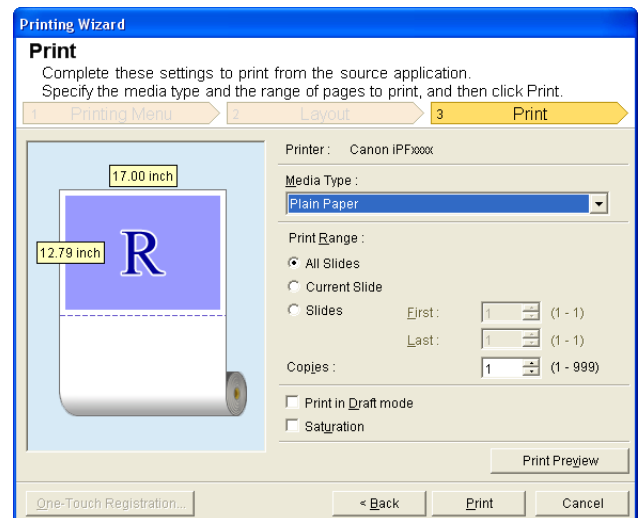 Printing Wizard
Print
Complete these settings to print from the source application.
Specify the media type and the range of pages to print, and then click Print.
1 Printing Menu 2 Layout 3 Print
Printer : Canon iPFxxxx
17.00 inch
Media Type :
Plain Paper
12.79 inch
R
Print Range :
All Slides
Current Slide
Slides First : 1 (1 - 1)
Last : 1 (1 - 1)
Copies : 1 (1 - 999)
Print in Draft mode
Saturation
Print Preview
One-Touch Registration... < Back Print Cancel